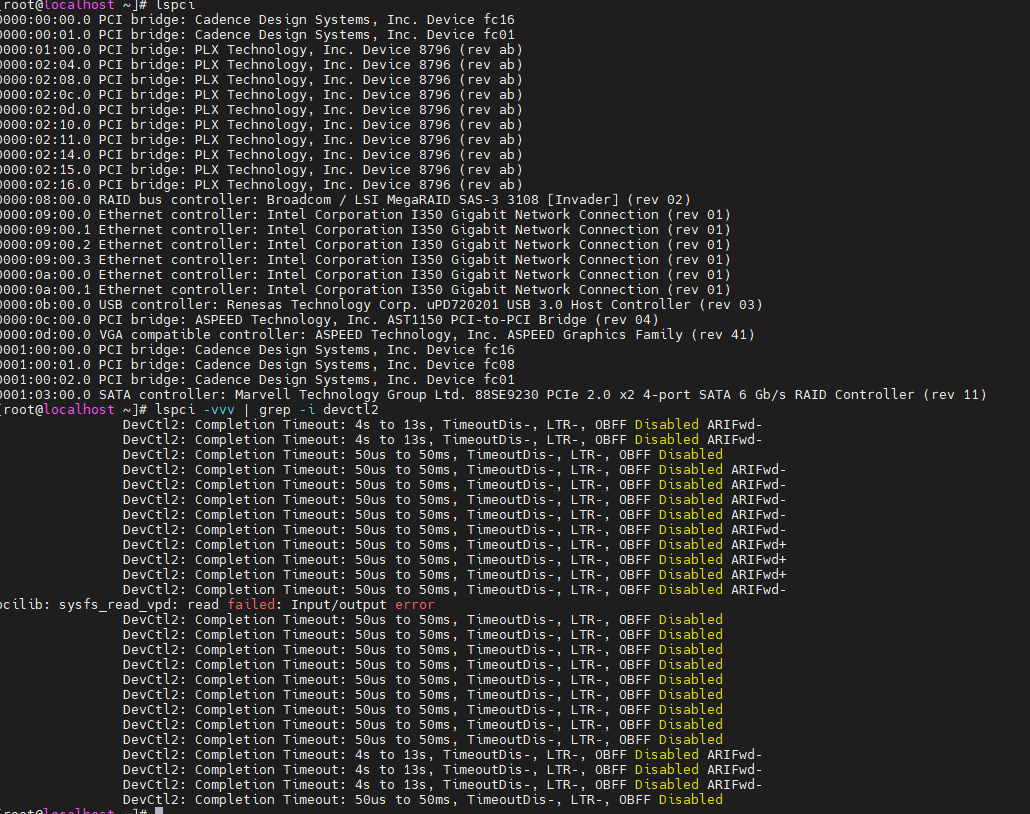 [root@localhost ~]# lspci
0000:00:00.0 PCI bridge: Cadence Design Systems, Inc. Device fc16
0000:00:01.0 PCI bridge: Cadence Design Systems, Inc. Device fc01
0000:01:00.0 PCI bridge: PLX Technology, Inc. Device 8796 (rev ab)
0000:02:04.0 PCI bridge: PLX Technology, Inc. Device 8796 (rev ab)
0000:02:08.0 PCI bridge: PLX Technology, Inc. Device 8796 (rev ab)
0000:02:0c.0 PCI bridge: PLX Technology, Inc. Device 8796 (rev ab)
0000:02:0d.0 PCI bridge: PLX Technology, Inc. Device 8796 (rev ab)
0000:02:10.0 PCI bridge: PLX Technology, Inc. Device 8796 (rev ab)
0000:02:11.0 PCI bridge: PLX Technology, Inc. Device 8796 (rev ab)
0000:02:14.0 PCI bridge: PLX Technology, Inc. Device 8796 (rev ab)
0000:02:15.0 PCI bridge: PLX Technology, Inc. Device 8796 (rev ab)
0000:02:16.0 PCI bridge: PLX Technology, Inc. Device 8796 (rev ab)
0000:08:00.0 RAID bus controller: Broadcom / LSI MegaRAID SAS-3 3108 [Invader] (rev 02)
0000:09:00.0 Ethernet controller: Intel Corporation I350 Gigabit Network Connection (rev 01)
0000:09:00.1 Ethernet controller: Intel Corporation I350 Gigabit Network Connection (rev 01)
0000:09:00.2 Ethernet controller: Intel Corporation I350 Gigabit Network Connection (rev 01)
0000:09:00.3 Ethernet controller: Intel Corporation I350 Gigabit Network Connection (rev 01)
0000:0a:00.0 Ethernet controller: Intel Corporation I350 Gigabit Network Connection (rev 01)
0000:0a:00.1 Ethernet controller: Intel Corporation I350 Gigabit Network Connection (rev 01)
0000:0b:00.0 USB controller: Renesas Technology Corp. uPD720201 USB 3.0 Host Controller (rev 03)
0000:0c:00.0 PCI bridge: ASPEED Technology, Inc. AST1150 PCI-to-PCI Bridge (rev 04)
0000:0d:00.0 VGA compatible controller: ASPEED Technology, Inc. ASPEED Graphics Family (rev 41)
0001:00:00.0 PCI bridge: Cadence Design Systems, Inc. Device fc16
0001:00:01.0 PCI bridge: Cadence Design Systems, Inc. Device fc08
0001:00:02.0 PCI bridge: Cadence Design Systems, Inc. Device fc01
0001:03:00.0 SATA controller: Marvell Technology Group Ltd. 88SE9230 PCIe 2.0 x2 4-port SATA 6 Gb/s RAID Controller (rev 11)
[root@localhost ~]# lspci -vvv | grep -i devctl2
DevCtl2: Completion Timeout: 4s to 13s, TimeoutDis-, LTR-, OBFF Disabled ARIFwd-
DevCtl2: Completion Timeout: 4s to 13s, TimeoutDis-, LTR-, OBFF Disabled ARIFwd-
DevCtl2: Completion Timeout: 50us to 50ms, TimeoutDis-, LTR-, OBFF Disabled
DevCtl2: Completion Timeout: 50us to 50ms, TimeoutDis-, LTR-, OBFF Disabled ARIFwd-
DevCtl2: Completion Timeout: 50us to 50ms, TimeoutDis-, LTR-, OBFF Disabled ARIFwd-
DevCtl2: Completion Timeout: 50us to 50ms, TimeoutDis-, LTR-, OBFF Disabled ARIFwd-
DevCtl2: Completion Timeout: 50us to 50ms, TimeoutDis-, LTR-, OBFF Disabled ARIFwd-
DevCtl2: Completion Timeout: 50us to 50ms, TimeoutDis-, LTR-, OBFF Disabled ARIFwd-
DevCtl2: Completion Timeout: 50us to 50ms, TimeoutDis-, LTR-, OBFF Disabled ARIFwd+
DevCtl2: Completion Timeout: 50us to 50ms, TimeoutDis-, LTR-, OBFF Disabled ARIFwd+
DevCtl2: Completion Timeout: 50us to 50ms, TimeoutDis-, LTR-, OBFF Disabled ARIFwd+
DevCtl2: Completion Timeout: 50us to 50ms, TimeoutDis-, LTR-, OBFF Disabled ARIFwd-
pcilib: sysfs_read_vpd: read failed: Input/output error
DevCtl2: Completion Timeout: 50us to 50ms, TimeoutDis-, LTR-, OBFF Disabled
DevCtl2: Completion Timeout: 50us to 50ms, TimeoutDis-, LTR-, OBFF Disabled
DevCtl2: Completion Timeout: 50us to 50ms, TimeoutDis-, LTR-, OBFF Disabled
DevCtl2: Completion Timeout: 50us to 50ms, TimeoutDis-, LTR-, OBFF Disabled
DevCtl2: Completion Timeout: 50us to 50ms, TimeoutDis-, LTR-, OBFF Disabled
DevCtl2: Completion Timeout: 50us to 50ms, TimeoutDis-, LTR-, OBFF Disabled
DevCtl2: Completion Timeout: 50us to 50ms, TimeoutDis-, LTR-, OBFF Disabled
DevCtl2: Completion Timeout: 50us to 50ms, TimeoutDis-, LTR-, OBFF Disabled
DevCtl2: Completion Timeout: 50us to 50ms, TimeoutDis-, LTR-, OBFF Disabled
DevCtl2: Completion Timeout: 4s to 13s, TimeoutDis-, LTR-, OBFF Disabled ARIFwd-
DevCtl2: Completion Timeout: 4s to 13s, TimeoutDis-, LTR-, OBFF Disabled ARIFwd-
DevCtl2: Completion Timeout: 4s to 13s, TimeoutDis-, LTR-, OBFF Disabled ARIFwd-
DevCtl2: Completion Timeout: 50us to 50ms, TimeoutDis-, LTR-, OBFF Disabled
[root@localhost ~]#